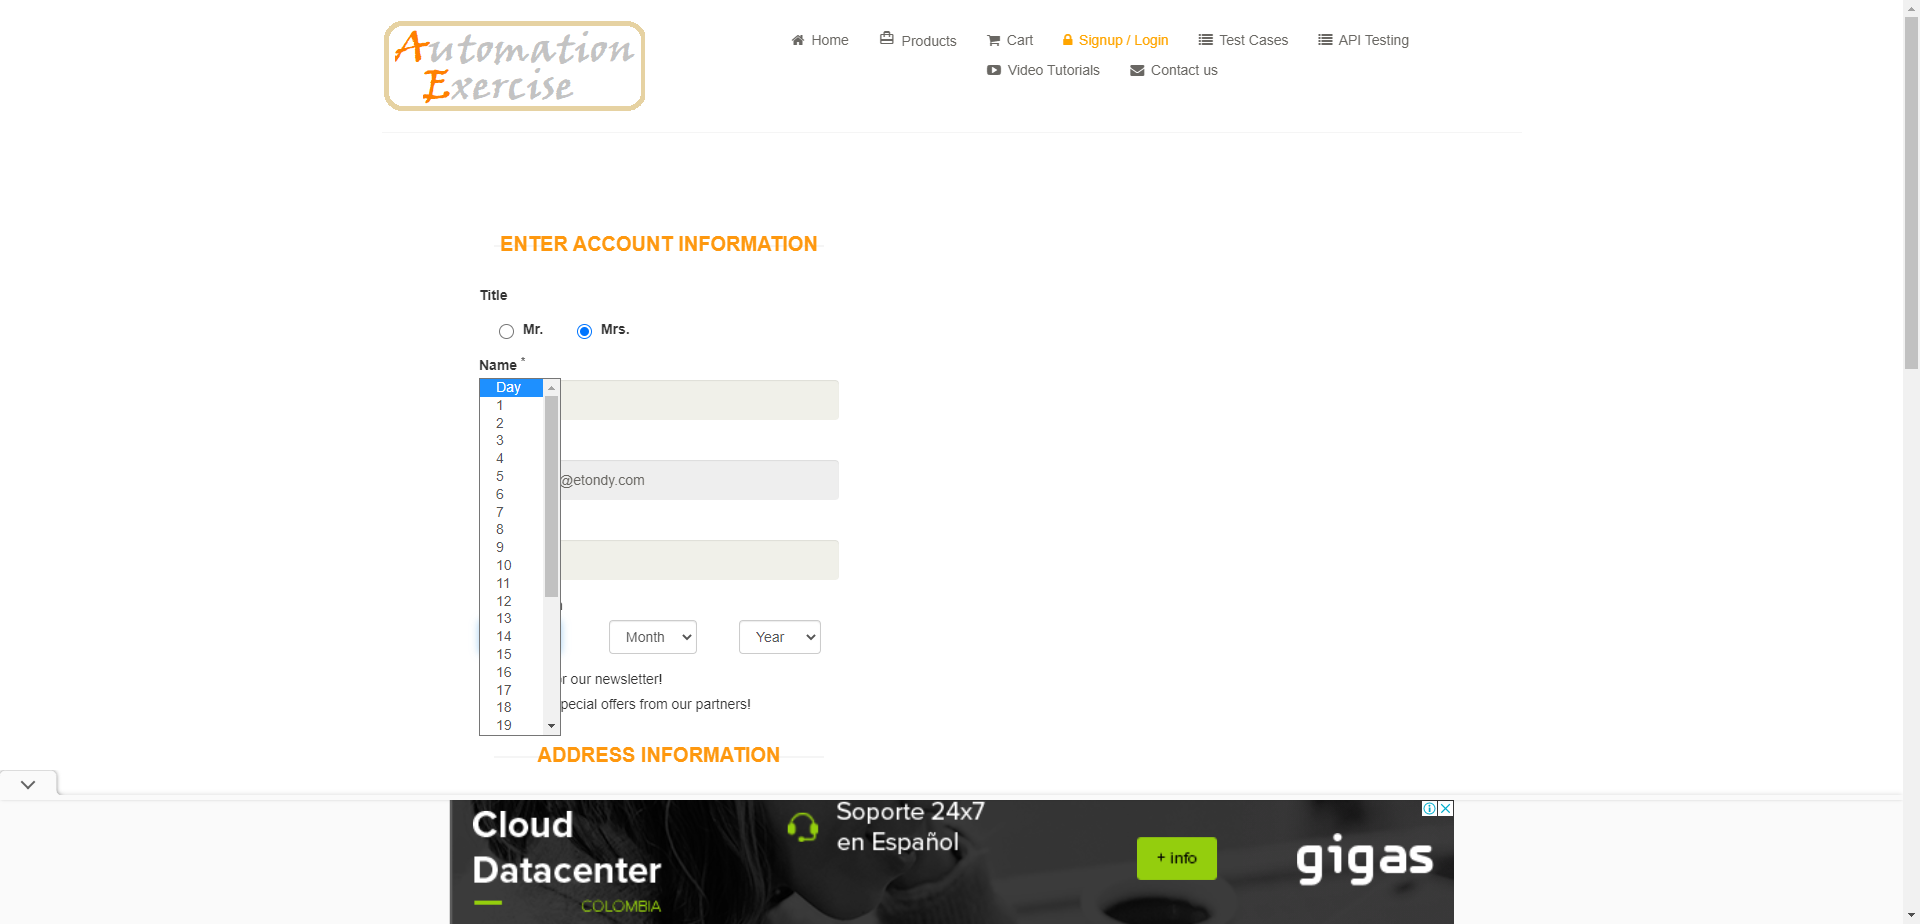 Automation
Exercise
Home
Products
Cart
Signup / Login
Test Cases
API Testing
Video Tutorials
Contact us
ENTER ACCOUNT INFORMATION
Title
Mr.
Mrs.
Name *
Day
1
2
3
4
5
6
7
8
9
10
11
12
13
14
15
16
17
18
19
@etondy.com
Month
Year
r our newsletter!
pecial offers from our partners!
ADDRESS INFORMATION
Cloud
Datacenter
COLOMBIA
Soporte 24x7
en Español
+ info
gigas